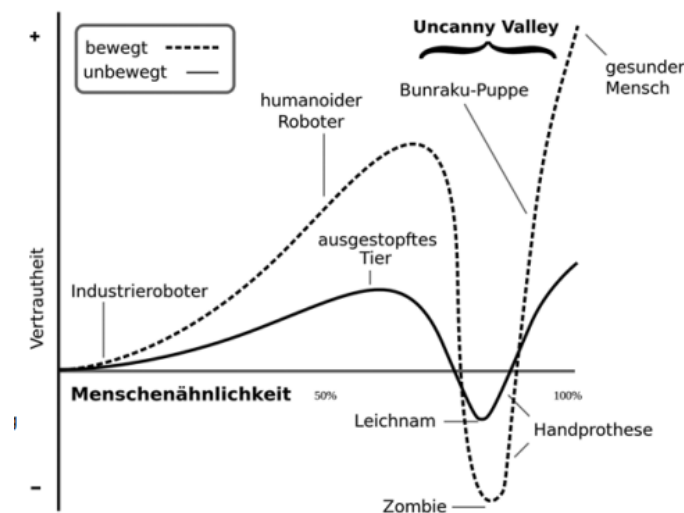 +
Uncanny Valley
bewegt
unbewegt
gesunder
Mensch
Bunraku-Puppe
humanoider
Roboter
ausgestopftes
Tier
Industrieroboter
Vertrautheit
Menschenähnlichkeit
50%
100%
Leichnam
Handprothese
–
Zombie